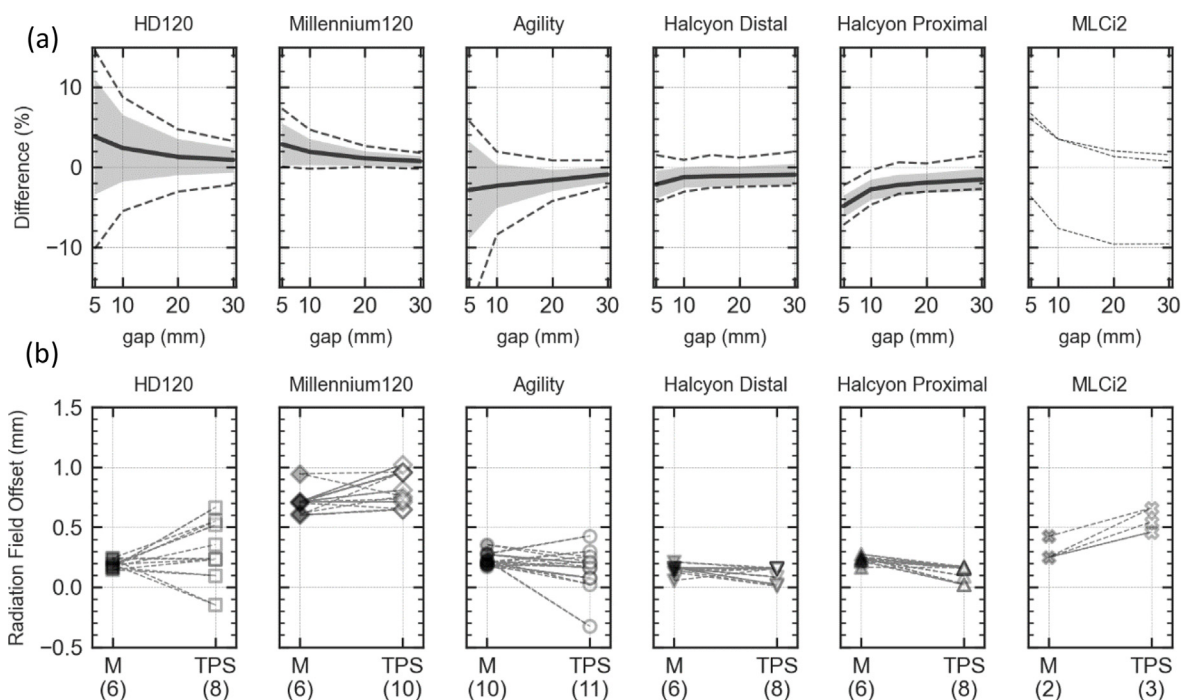 (a)
HD120 Millennium120 Agility Halcyon Distal Halcyon Proximal MLCi2
Difference (%)
10
0
−10
5 10 20 30 5 10 20 30 5 10 20 30 5 10 20 30 5 10 20 30 5 10 20 30
gap (mm) gap (mm) gap (mm) gap (mm) gap (mm) gap (mm)
(b)
HD120 Millennium120 Agility Halcyon Distal Halcyon Proximal MLCi2
Radiation Field Offset (mm)
1.5
1.0
0.5
0.0
−0.5
M TPS M TPS M TPS M TPS M TPS M TPS
(6) (8) (6) (10) (10) (11) (6) (8) (6) (8) (2) (3)